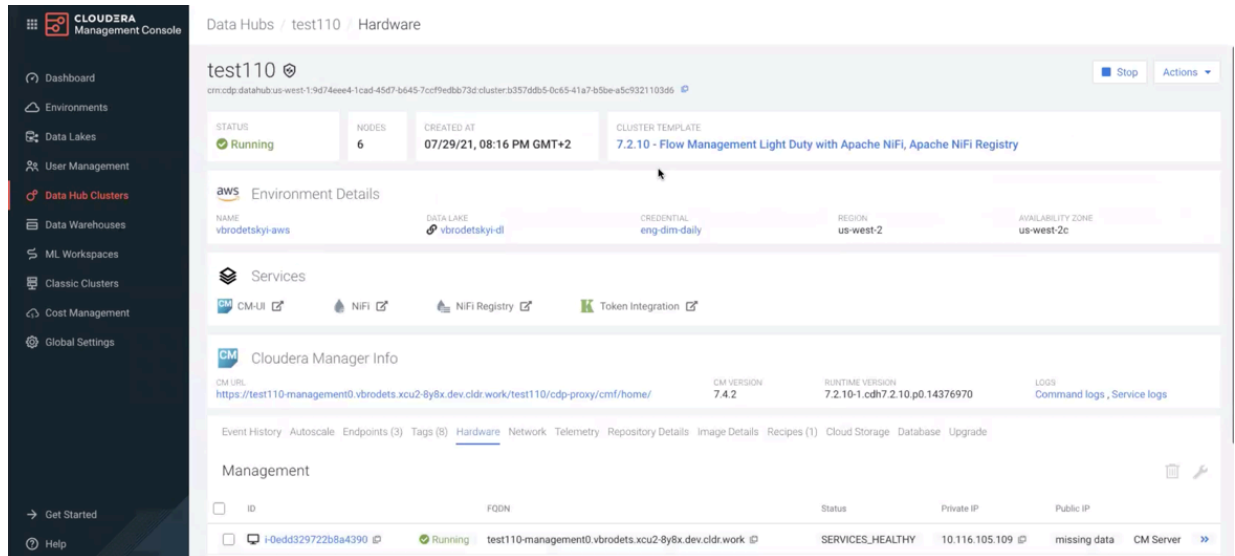 CLOUDERA
Management Console
Dashboard
Environments
Data Lakes
User Management
Data Hub Clusters
Data Warehouses
ML Workspaces
Classic Clusters
Cost Management
Global Settings
Get Started
Help
Data Hubs / test110 / Hardware
test110
Stop
Actions
crn:cdp:datahub:us-west-1:9d74eee4-1cad-45d7-b645-7ccf9edbb73d:cluster:b357ddb5-0c65-41a7-b5be-a5c9321103d6
STATUS NODES CREATED AT CLUSTER TEMPLATE
Running 6 07/29/21, 08:16 PM GMT+2 7.2.10 - Flow Management Light Duty with Apache NiFi, Apache NiFi Registry
aws Environment Details
NAME DATA LAKE CREDENTIAL REGION AVAILABILITY ZONE
vbrodetskyi-aws vbrodetskyi-dl eng-dim-daily us-west-2 us-west-2c
Services
CM CM-UI NiFi NiFi Registry Token Integration
CM Cloudera Manager Info
CM URL CM VERSION RUNTIME VERSION LOGS
https://test110-management0.vbrodets.xcu2-8y8x.dev.cldr.work/test110/cdp-proxy/cmf/home/ 7.4.2 7.2.10-1.cdh7.2.10.p0.14376970 Command logs , Service logs
Event History Autoscale Endpoints (3) Tags (8) Hardware Network Telemetry Repository Details Image Details Recipes (1) Cloud Storage Database Upgrade
Management
ID FQDN Status Private IP Public IP
i-0edd329722b8a4390 Running test110-management0.vbrodets.xcu2-8y8x.dev.cldr.work SERVICES_HEALTHY 10.116.105.109 missing data CM Server »